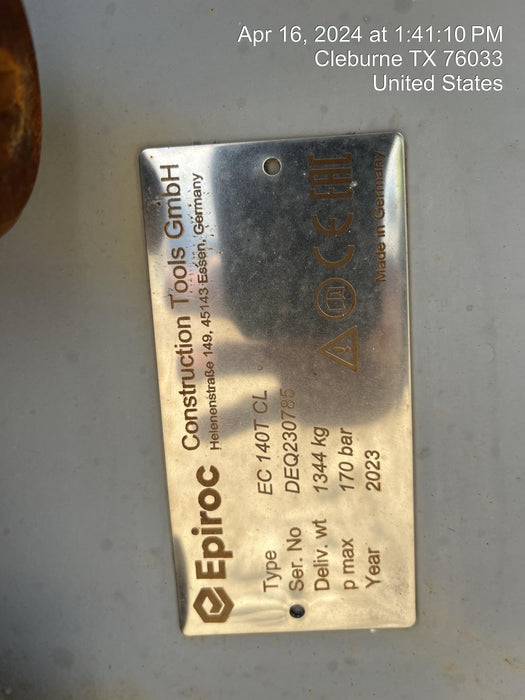 Apr 16, 2024 at 1:41:10 PM
Cleburne TX 76033
United States
Epiroc
Construction Tools GmbH
Helenenstraße 149, 45143 Essen, Germany
Type EC 140T CL
Ser. No DEQ230785
Deliv. wt 1344 kg
p max 170 bar
Year 2023
CE EAC
Made in Germany